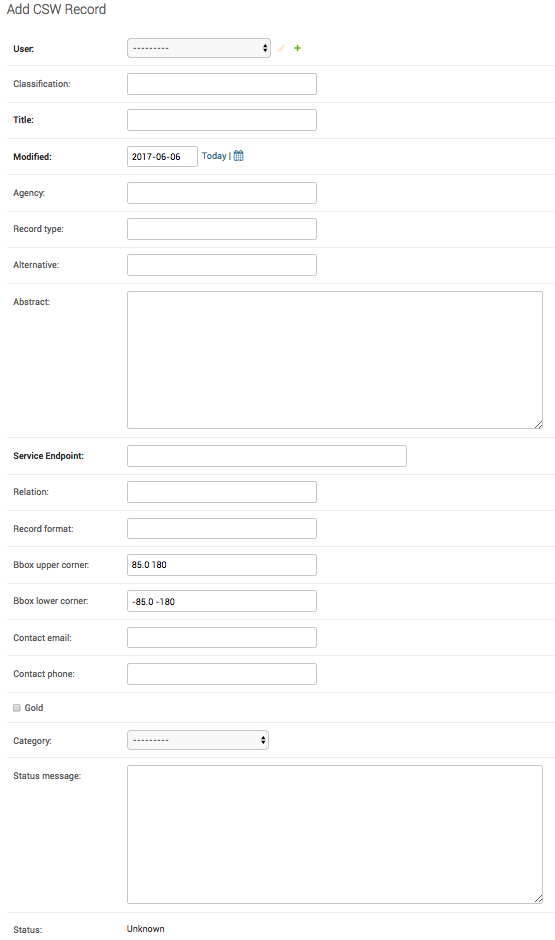 Add CSW Record
User: ---------
Classification:
Title:
Modified: 2017-06-06 Today |
Agency:
Record type:
Alternative:
Abstract:
Service Endpoint:
Relation:
Record format:
Bbox upper corner: 85.0 180
Bbox lower corner: -85.0 -180
Contact email:
Contact phone:
Gold
Category: ---------
Status message:
Status: Unknown